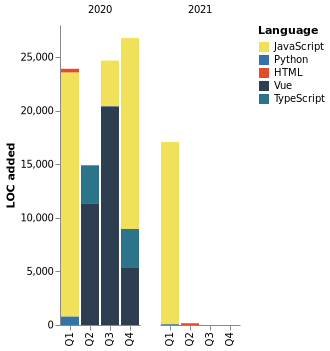 2020
2021
Language
JavaScript
Python
HTML
Vue
TypeScript
LOC added
25,000
20,000
15,000
10,000
5,000
0
Q1 Q2 Q3 Q4
Q1 Q2 Q3 Q4